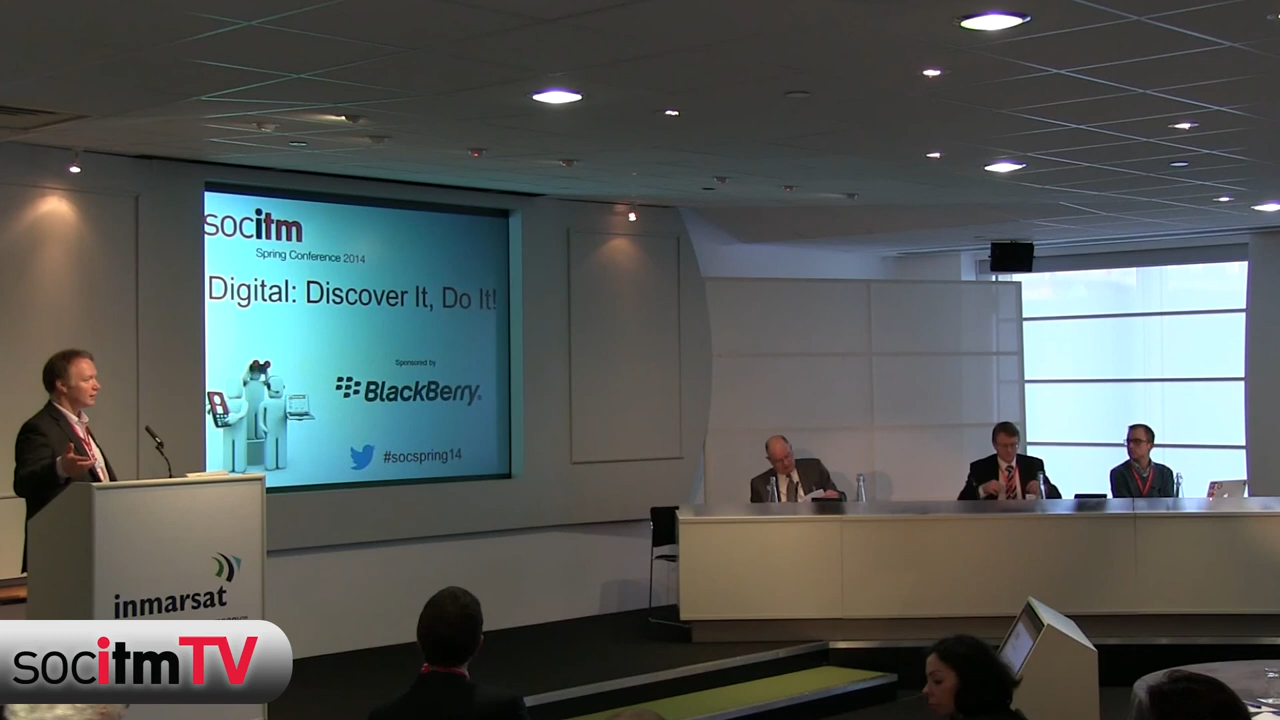 socitm
Spring Conference 2014
Digital: Discover It, Do It!
Sponsored by
BlackBerry.
#socspring14
inmarsat
socitmTV